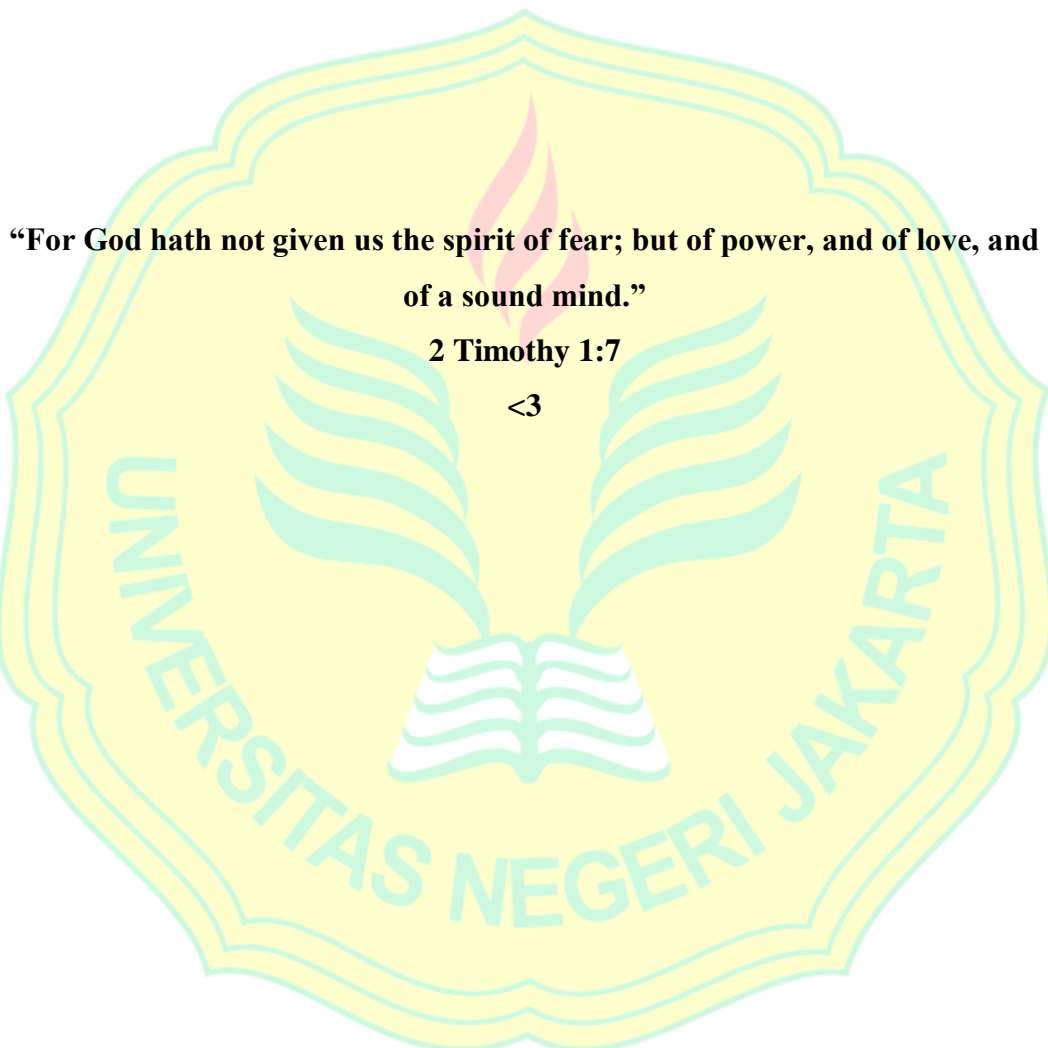 “For God hath not given us the spirit of fear; but of power, and of love, and
of a sound mind.”
2 Timothy 1:7
<3
UNIVERSITAS NEGERI JAKARTA